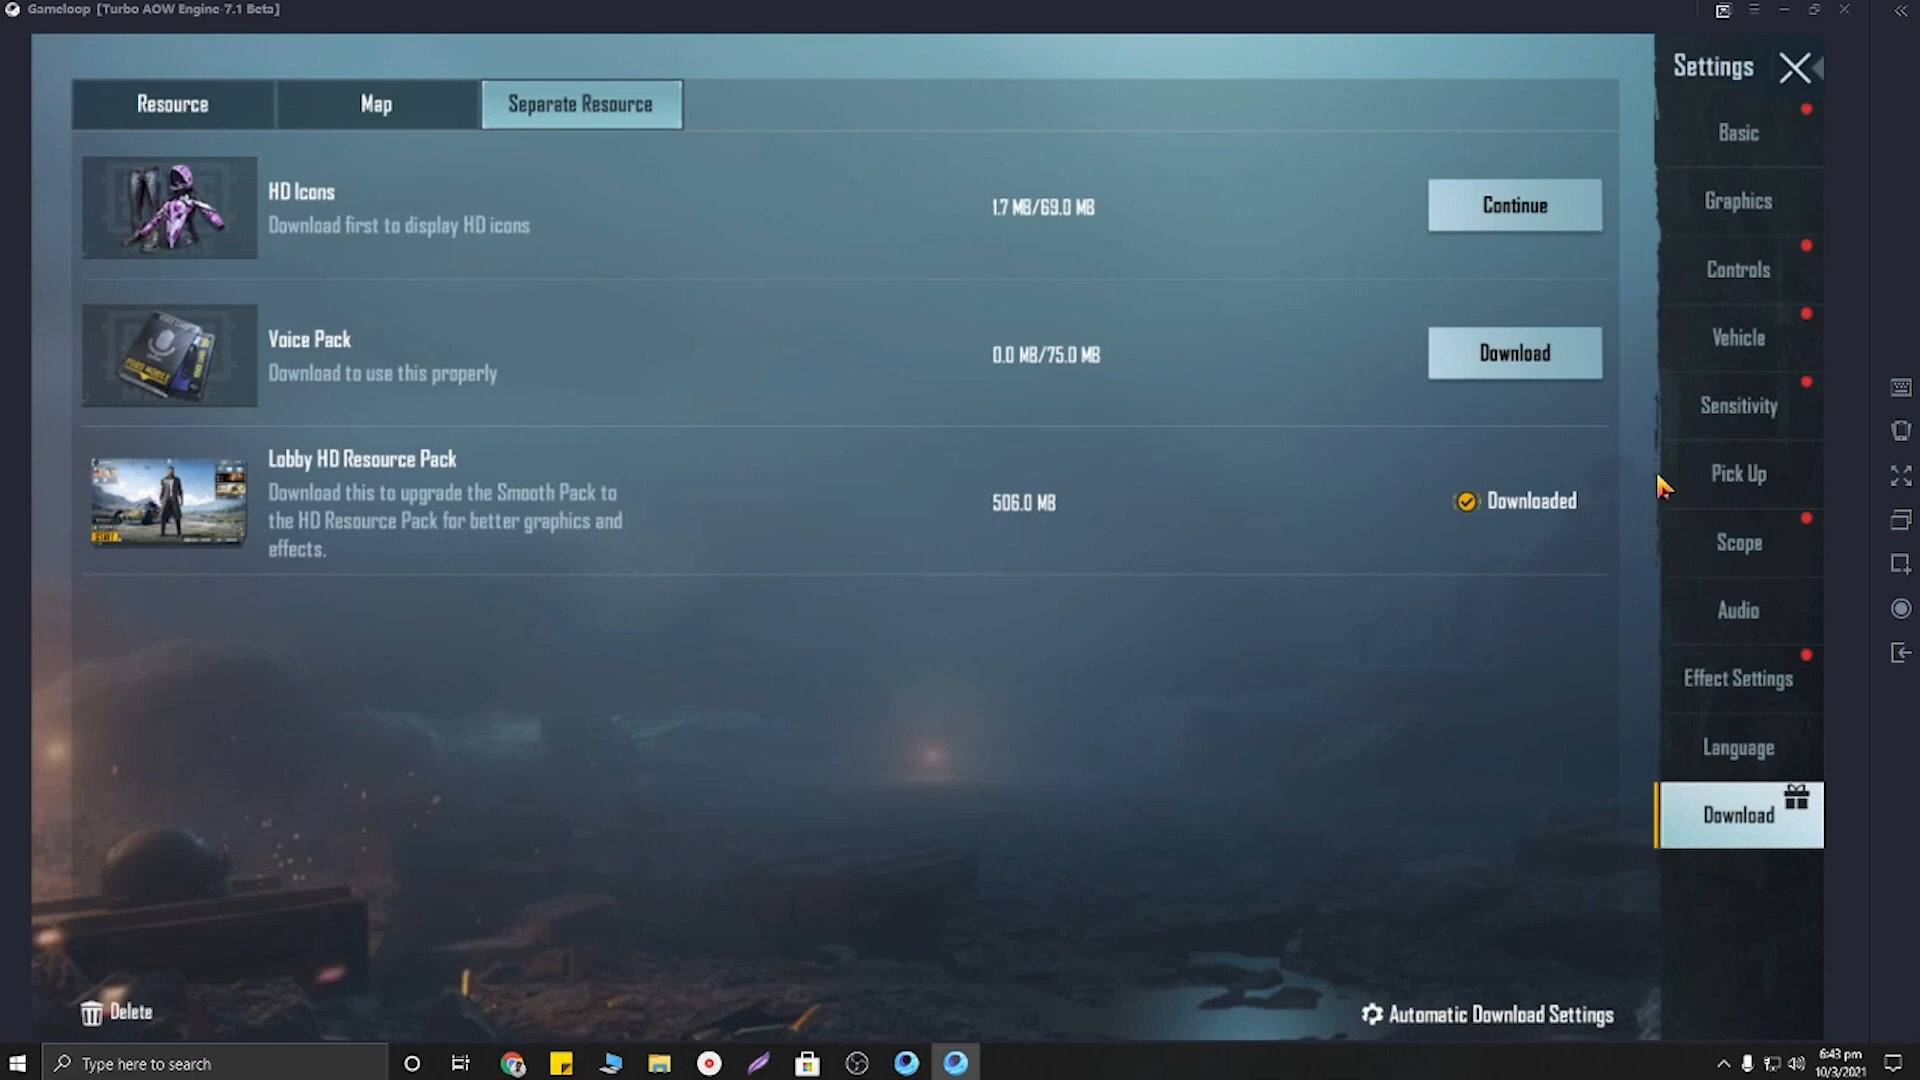 Gameloop [Turbo AOW Engine-7.1 Beta]
Resource
Map
Separate Resource
HD Icons
Download first to display HD icons
1.7 MB/69.0 MB
Continue
Voice Pack
Download to use this properly
0.0 MB/75.0 MB
Download
Lobby HD Resource Pack
Download this to upgrade the Smooth Pack to
the HD Resource Pack for better graphics and
effects.
506.0 MB
Downloaded
Delete
Automatic Download Settings
Settings
Basic
Graphics
Controls
Vehicle
Sensitivity
Pick Up
Scope
Audio
Effect Settings
Language
Download
Type here to search
6:43 pm
10/3/2021